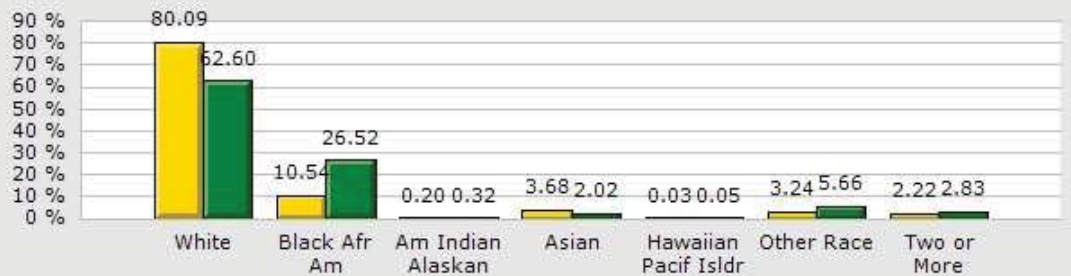 90 %
80 %
70 %
60 %
50 %
40 %
30 %
20 %
10 %
0 %
80.09
62.60
10.54
26.52
0.20 0.32
3.68 2.02
0.03 0.05
3.24 5.66
2.22 2.83
White
Black Afr
Am
Am Indian
Alaskan
Asian
Hawaiian
Pacif Isldr
Other Race
Two or
More